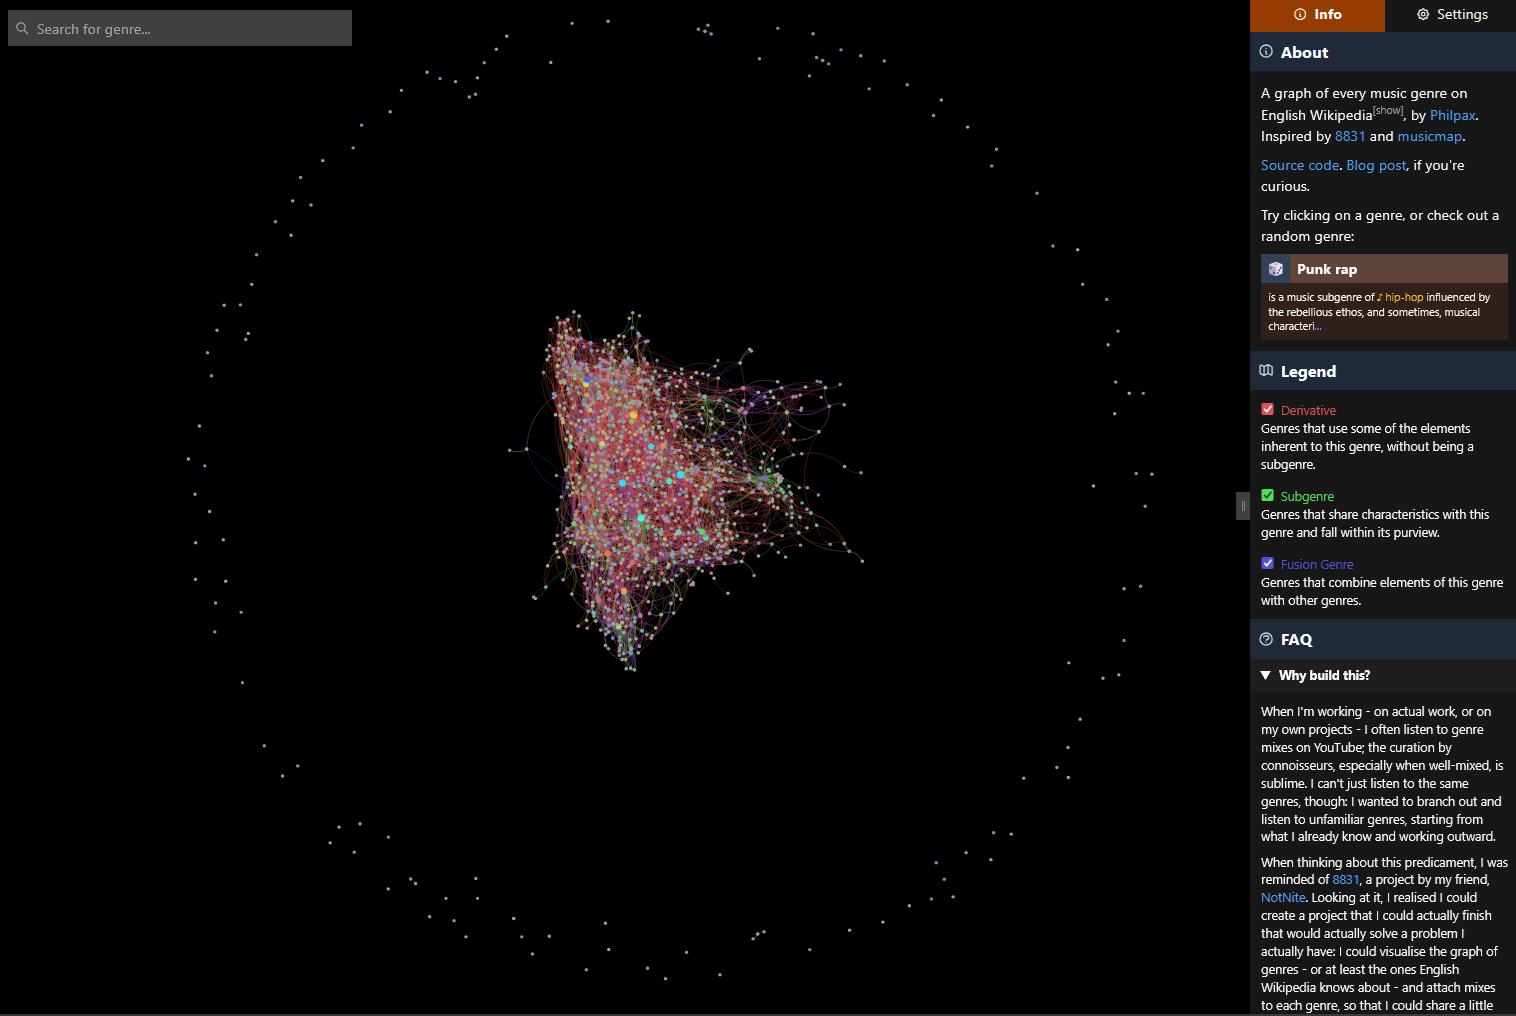 Search for genre...
Info
Settings
About
A graph of every music genre on
English Wikipedia[show], by Philpax.
Inspired by 8831 and musicmap.
Source code. Blog post, if you're
curious.
Try clicking on a genre, or check out a
random genre:
Punk rap
is a music subgenre of ♪ hip-hop influenced by
the rebellious ethos, and sometimes, musical
characteri...
Legend
Derivative
Genres that use some of the elements
inherent to this genre, without being a
subgenre.
Subgenre
Genres that share characteristics with this
genre and fall within its purview.
Fusion Genre
Genres that combine elements of this genre
with other genres.
FAQ
▼ Why build this?
When I'm working - on actual work, or on
my own projects - I often listen to genre
mixes on YouTube; the curation by
connoisseurs, especially when well-mixed, is
sublime. I can't just listen to the same
genres, though: I wanted to branch out and
listen to unfamiliar genres, starting from
what I already know and working outward.
When thinking about this predicament, I was
reminded of 8831, a project by my friend,
NotNite. Looking at it, I realised I could
create a project that I could actually finish
that would actually solve a problem I
actually have: I could visualise the graph of
genres - or at least the ones English
Wikipedia knows about - and attach mixes
to each genre, so that I could share a little